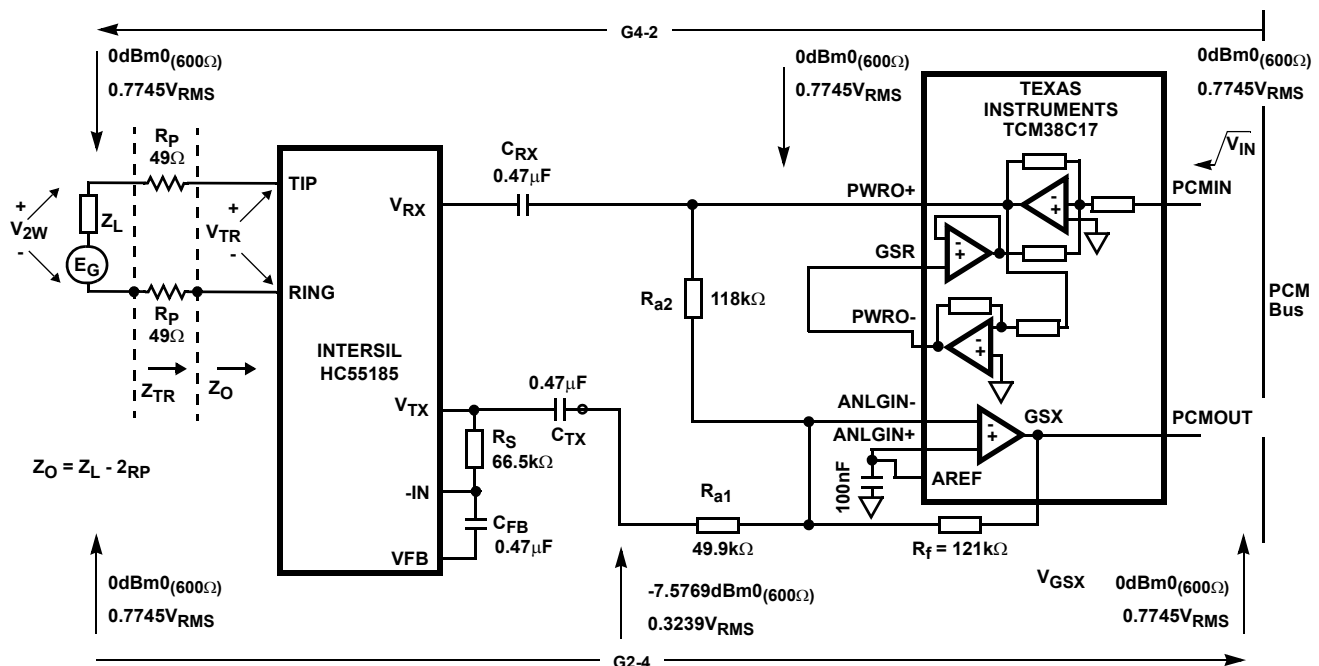 G4-2
0dBm0(600Ω)
0.7745VRMS
0dBm0(600Ω)
0.7745VRMS
0dBm0(600Ω)
0.7745VRMS
TEXAS
INSTRUMENTS
TCM38C17
RP
49Ω
CRX
0.47μF
VIN
TIP
PWRO+
PCMIN
+
V2W
-
ZL
+
VTR
-
VRX
-
+
EG
GSR
-
+
RING
Ra2
118kΩ
PCM
Bus
RP
49Ω
PWRO-
-
+
INTERSIL
HC55185
ZTR
ZO
0.47μF
VTX
CTX
ANLGIN-
GSX
PCMOUT
ANLGIN+
-
+
RS
66.5kΩ
ZO = ZL - 2RP
100nF
AREF
-IN
Ra1
CFB
0.47μF
49.9kΩ
Rf = 121kΩ
VFB
0dBm0(600Ω)
0.7745VRMS
-7.5769dBm0(600Ω)
0.3239VRMS
VGSX
0dBm0(600Ω)
0.7745VRMS
G2-4